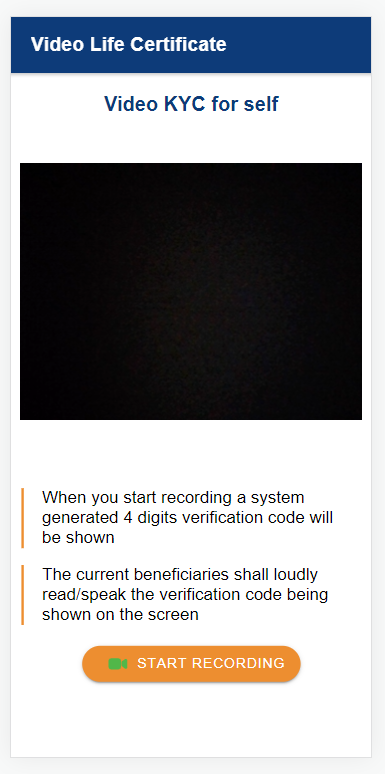 Video Life Certificate
Video KYC for self
When you start recording a system
generated 4 digits verification code will
be shown
The current beneficiaries shall loudly
read/speak the verification code being
shown on the screen
START RECORDING